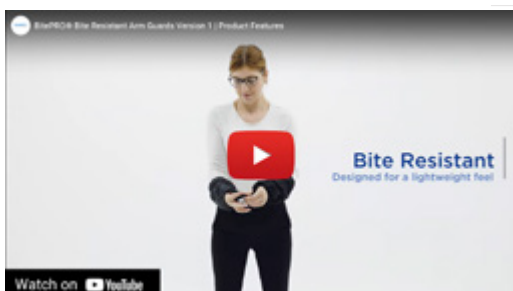 BitePRO® Bite Resistant Arm Guards Version 1 | Product Features
Bite Resistant
Designed for a lightweight feel
Watch on YouTube